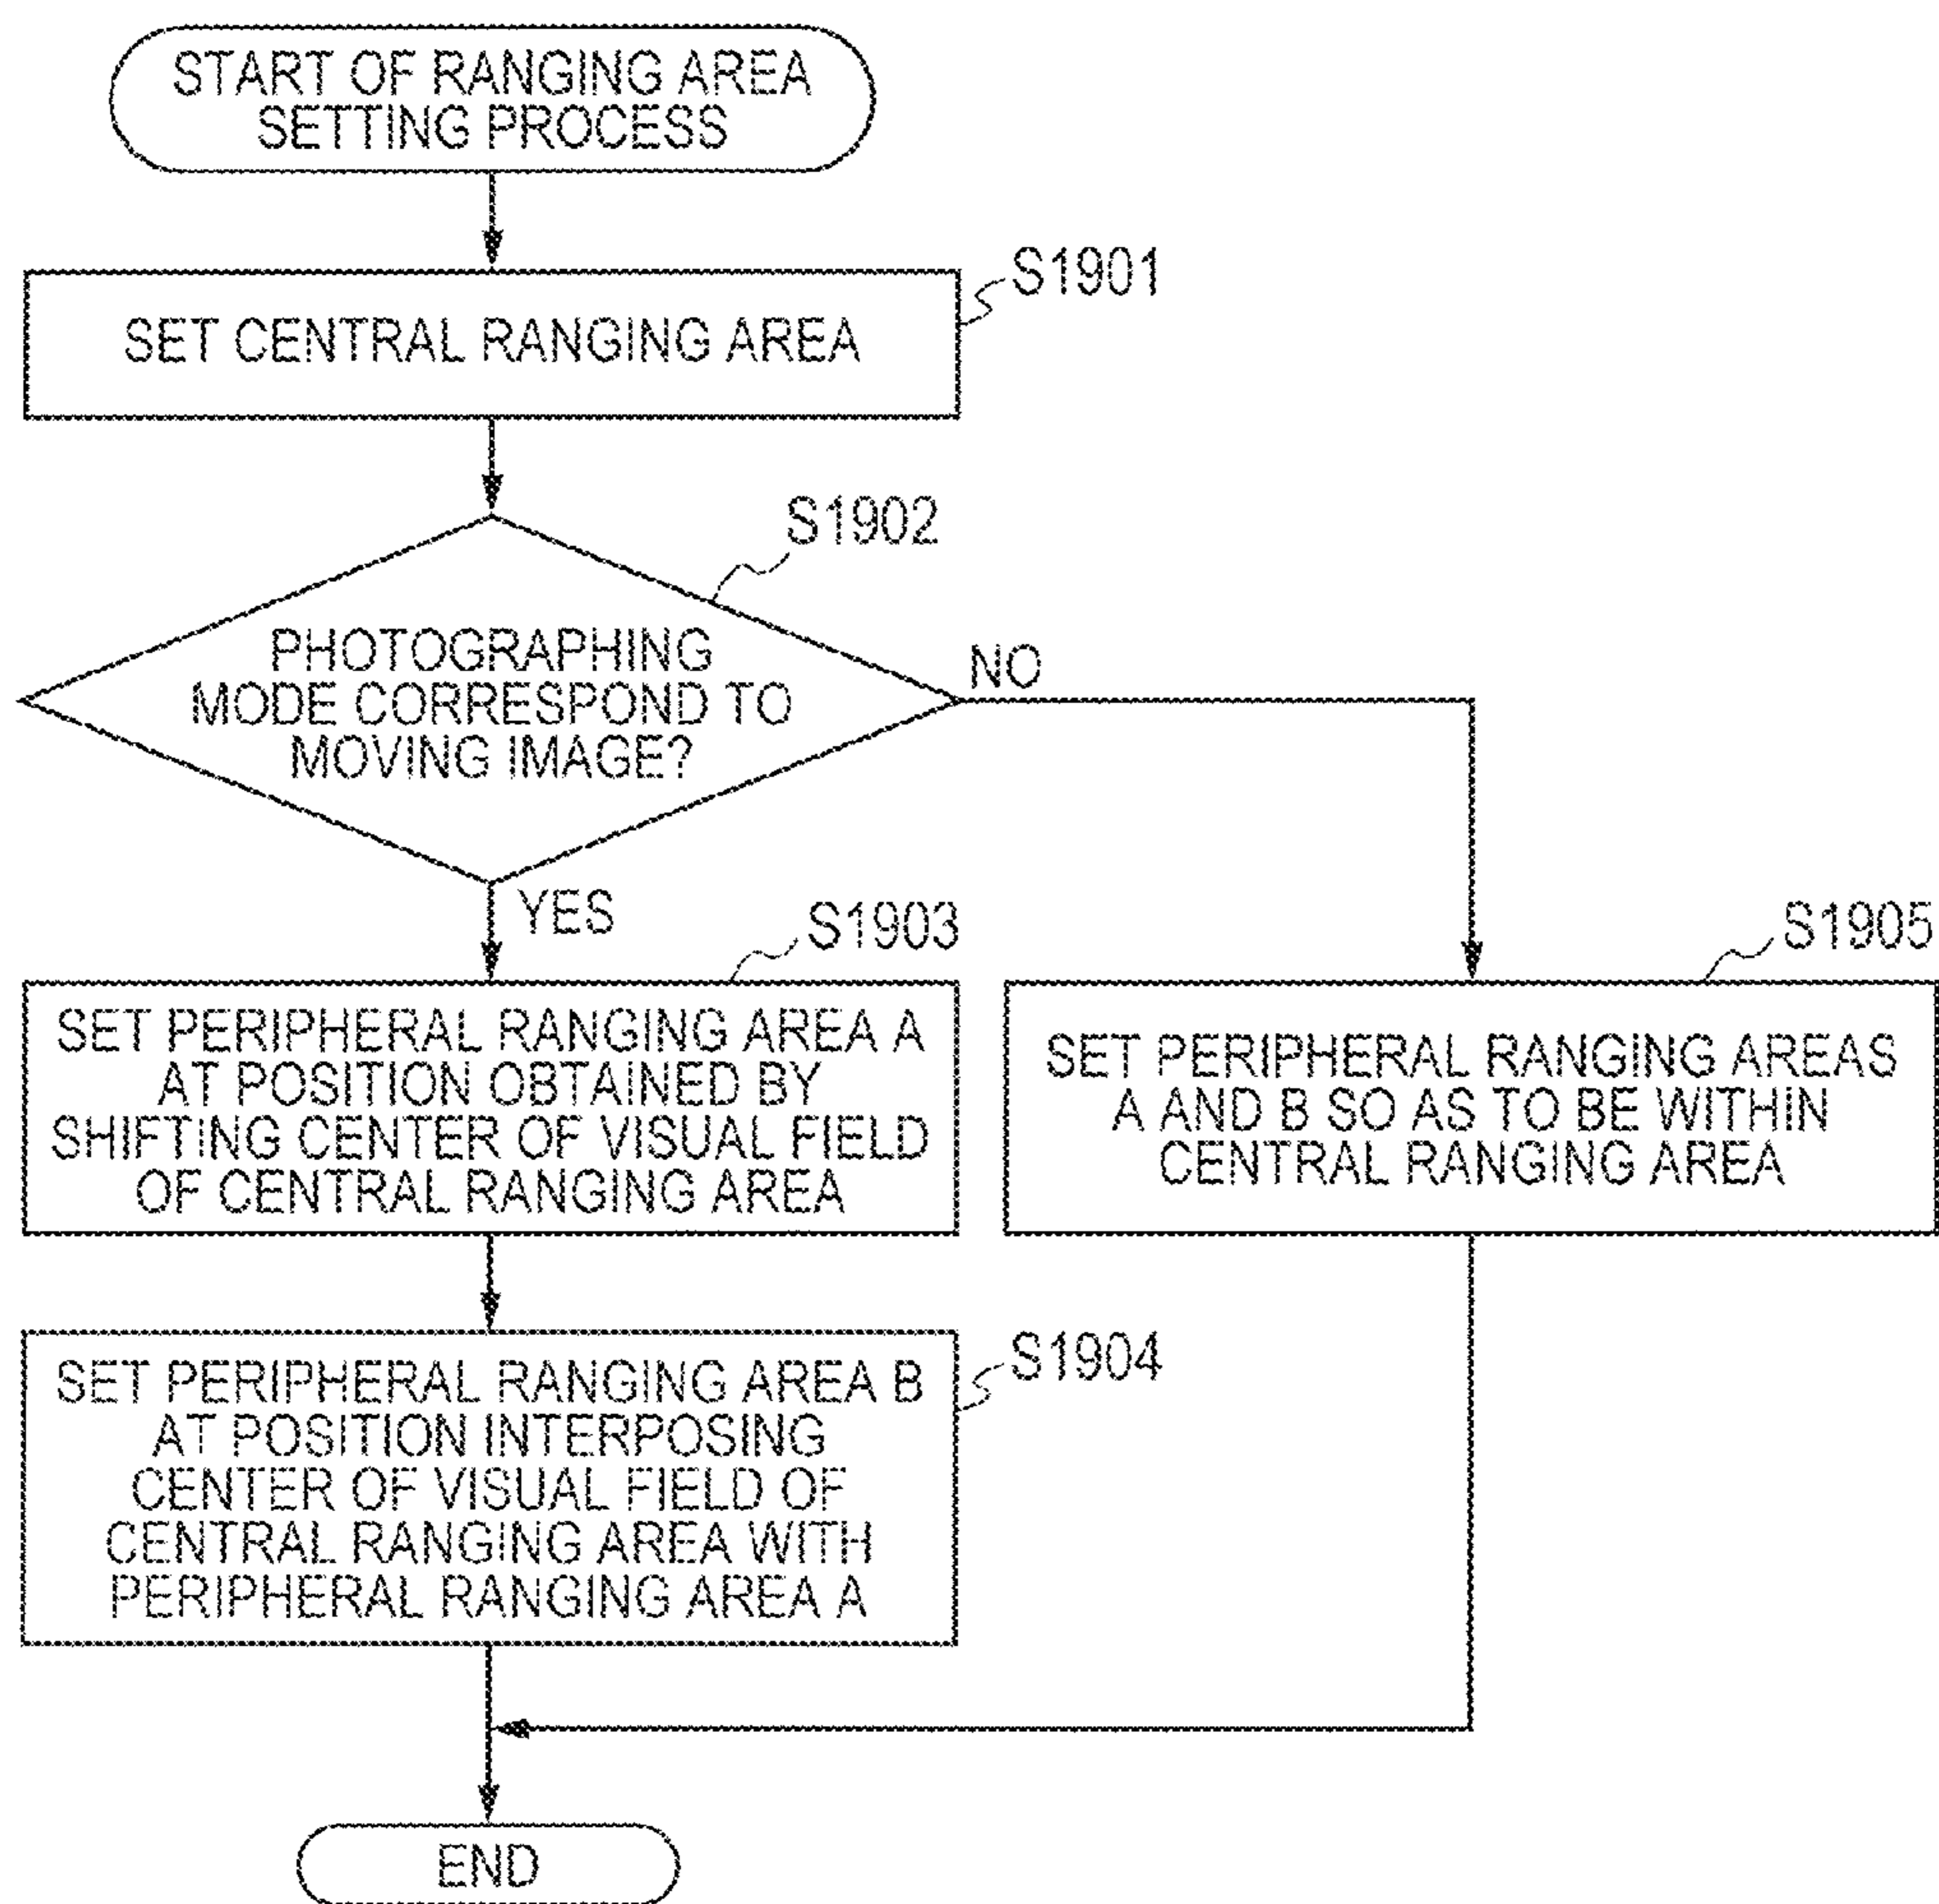 START OF RANGING AREA
SETTING PROCESS
S1901
SET CENTRAL RANGING AREA
S1902
PHOTOGRAPHING
MODE CORRESPOND TO
MOVING IMAGE?
NO
YES
S1903
SET PERIPHERAL RANGING AREA A
AT POSITION OBTAINED BY
SHIFTING CENTER OF VISUAL FIELD
OF CENTRAL RANGING AREA
S1905
SET PERIPHERAL RANGING AREAS
A AND B SO AS TO BE WITHIN
CENTRAL RANGING AREA
S1904
SET PERIPHERAL RANGING AREA B
AT POSITION INTERPOSING
CENTER OF VISUAL FIELD OF
CENTRAL RANGING AREA WITH
PERIPHERAL RANGING AREA A
END